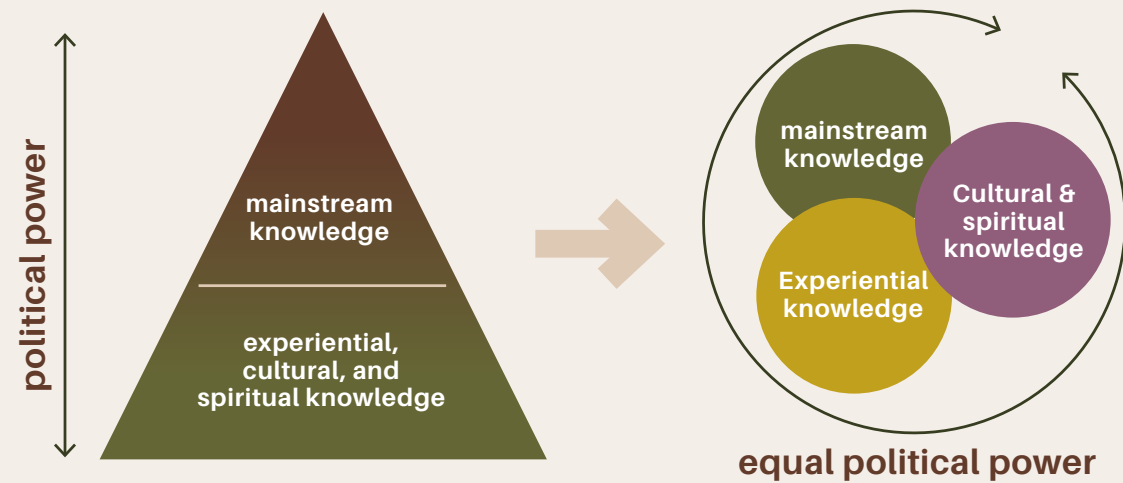 political power
mainstream
knowledge
experiential,
cultural, and
spiritual knowledge
mainstream
knowledge
Cultural &
spiritual
knowledge
Experiential
knowledge
equal political power